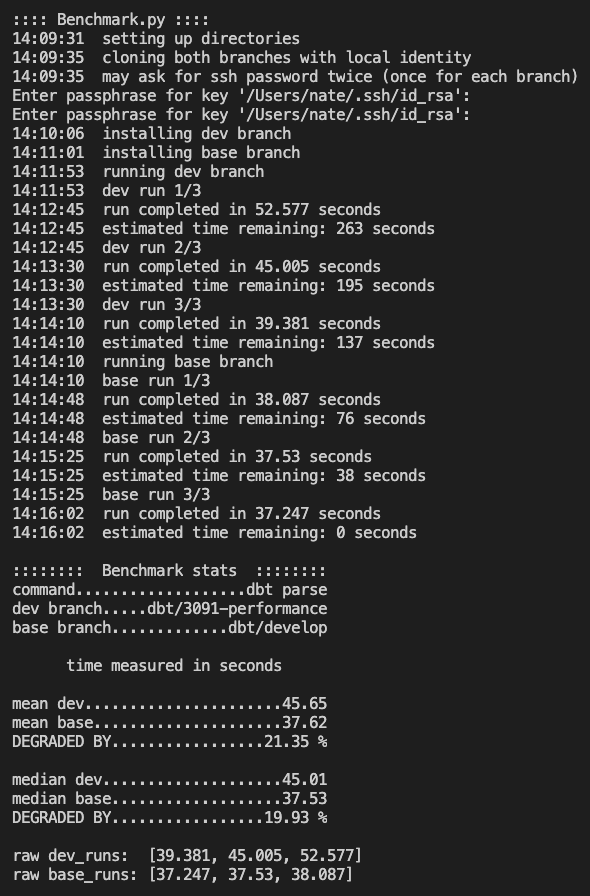 :::: Benchmark.py ::::
14:09:31  setting up directories
14:09:35  cloning both branches with local identity
14:09:35  may ask for ssh password twice (once for each branch)
Enter passphrase for key '/Users/nate/.ssh/id_rsa':
Enter passphrase for key '/Users/nate/.ssh/id_rsa':
14:10:06  installing dev branch
14:11:01  installing base branch
14:11:53  running dev branch
14:11:53  dev run 1/3
14:12:45  run completed in 52.577 seconds
14:12:45  estimated time remaining: 263 seconds
14:12:45  dev run 2/3
14:13:30  run completed in 45.005 seconds
14:13:30  estimated time remaining: 195 seconds
14:13:30  dev run 3/3
14:14:10  run completed in 39.381 seconds
14:14:10  estimated time remaining: 137 seconds
14:14:10  running base branch
14:14:10  base run 1/3
14:14:48  run completed in 38.087 seconds
14:14:48  estimated time remaining: 76 seconds
14:14:48  base run 2/3
14:15:25  run completed in 37.53 seconds
14:15:25  estimated time remaining: 38 seconds
14:15:25  base run 3/3
14:16:02  run completed in 37.247 seconds
14:16:02  estimated time remaining: 0 seconds
::::::::  Benchmark stats  ::::::::
command...................dbt parse
dev branch.....dbt/3091-performance
base branch.............dbt/develop
time measured in seconds
mean dev......................45.65
mean base.....................37.62
DEGRADED BY.................21.35 %
median dev....................45.01
median base...................37.53
DEGRADED BY.................19.93 %
raw dev_runs:  [39.381, 45.005, 52.577]
raw base_runs: [37.247, 37.53, 38.087]